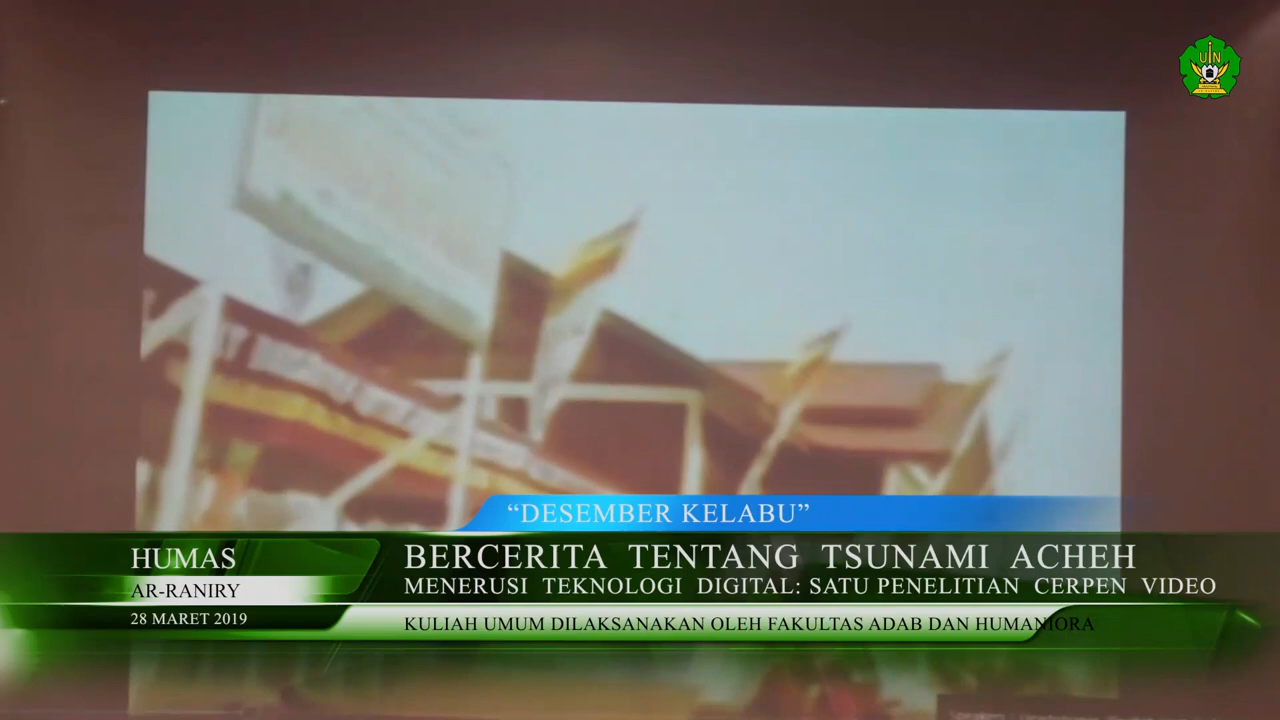 UIN
“DESEMBER KELABU”
HUMAS
AR-RANIRY
28 MARET 2019
BERCERITA TENTANG TSUNAMI ACHEH
MENERUSI TEKNOLOGI DIGITAL: SATU PENELITIAN CERPEN VIDEO
KULIAH UMUM DILAKSANAKAN OLEH FAKULTAS ADAB DAN HUMANIORA